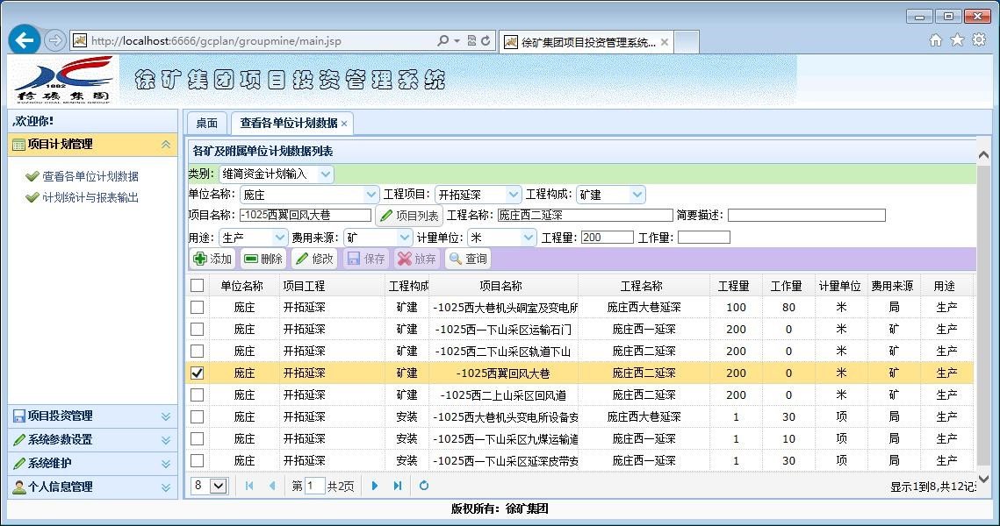 http://localhost:6666/gcplan/groupmine/main.jsp
徐矿集团项目投资管理系统...
1882
徐矿集团
XUZHOU COAL MINING GROUP
徐矿集团项目投资管理系统
,欢迎你!
项目计划管理
查看各单位计划数据
计划统计与报表输出
项目投资管理
系统参数设置
系统维护
个人信息管理
桌面 查看各单位计划数据
各矿及附属单位计划数据列表
类别: 维简资金计划输入
单位名称: 庞庄 工程项目: 开拓延深 工程构成: 矿建
项目名称: -1025西翼回风大巷 项目列表 工程名称: 庞庄西二延深 简要描述:
用途: 生产 费用来源: 矿 计量单位: 米 工程量: 200 工作量:
添加 删除 修改 保存 放弃 查询
单位名称 项目工程 工程构成 项目名称 工程名称 工程量 工作量 计量单位 费用来源 用途
庞庄 开拓延深 矿建 -1025西大巷机头硐室及变电所 庞庄西大巷延深 100 80 米 局 生产
庞庄 开拓延深 矿建 -1025西一下山采区运输石门 庞庄西一延深 200 0 米 矿 生产
庞庄 开拓延深 矿建 -1025西二下山采区轨道下山 庞庄西二延深 200 0 米 矿 生产
庞庄 开拓延深 矿建 -1025西翼回风大巷 庞庄西二延深 200 0 米 矿 生产
庞庄 开拓延深 矿建 -1025西二上山采区回风道 庞庄西二延深 200 0 米 矿 生产
庞庄 开拓延深 安装 -1025西大巷机头变电所设备安 庞庄西大巷延深 1 30 项 局 生产
庞庄 开拓延深 安装 -1025西一下山采区九煤运输道 庞庄西一延深 1 10 项 局 生产
庞庄 开拓延深 安装 -1025西一下山采区延深皮带安 庞庄西一延深 1 30 项 局 生产
8 第 1 共2页 显示1到8,共12记
版权所有: 徐矿集团